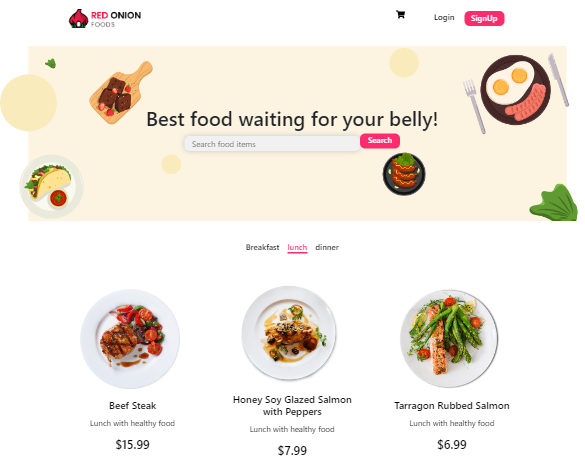 RED ONION
FOODS
Login
SignUp
Best food waiting for your belly!
Search food items
Search
Breakfast lunch dinner
Beef Steak
Lunch with healthy food
$15.99
Honey Soy Glazed Salmon
with Peppers
Lunch with healthy food
$7.99
Tarragon Rubbed Salmon
Lunch with healthy food
$6.99